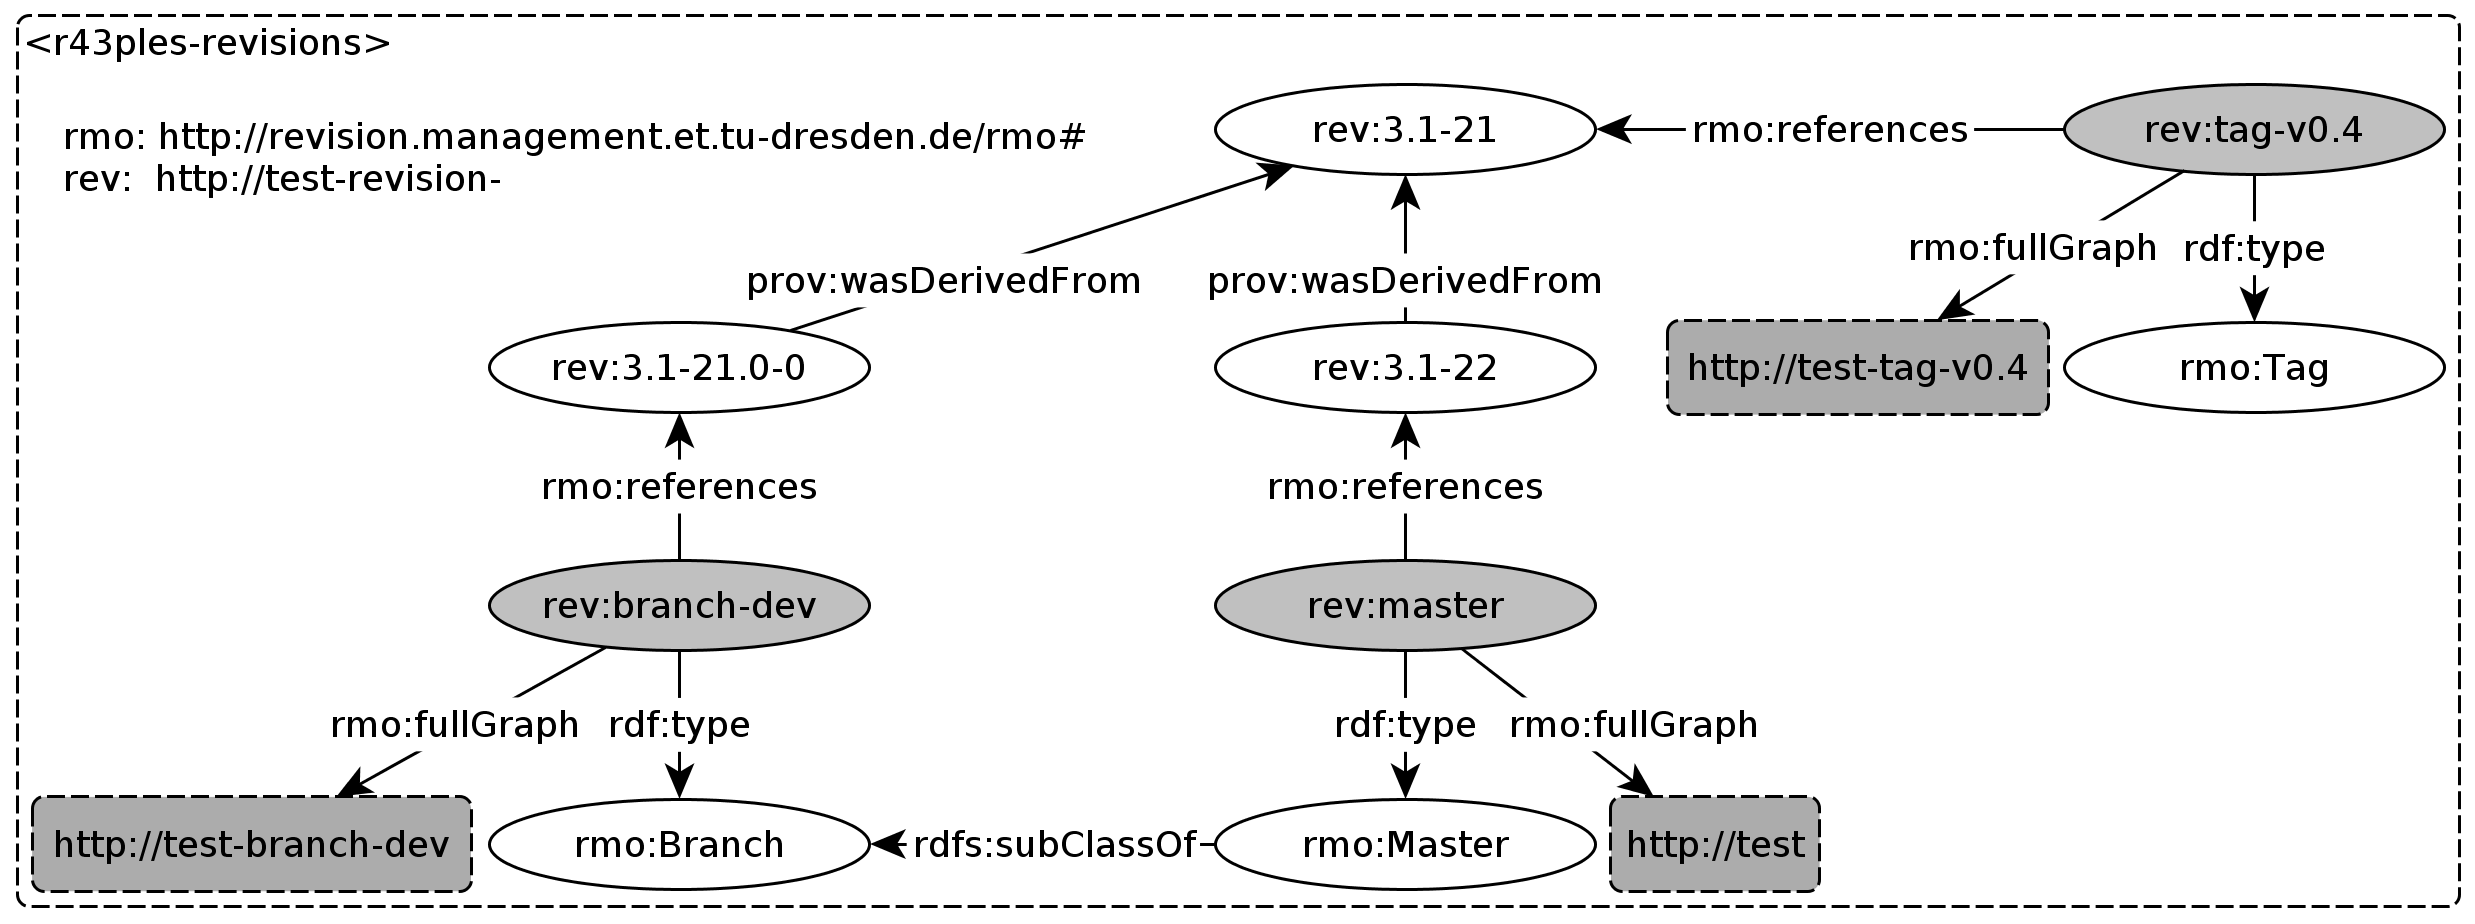 <r43ples-revisions>
rmo: http://revision.management.et.tu-dresden.de/rmo#
rev:  http://test-revision-
rev:3.1-21
rmo:references
rev:tag-v0.4
prov:wasDerivedFrom
prov:wasDerivedFrom
rmo:fullGraph
rdf:type
rev:3.1-21.0-0
rev:3.1-22
http://test-tag-v0.4
rmo:Tag
rmo:references
rmo:references
rev:branch-dev
rev:master
rmo:fullGraph
rdf:type
rdf:type
rmo:fullGraph
http://test-branch-dev
rmo:Branch
rdfs:subClassOf
rmo:Master
http://test